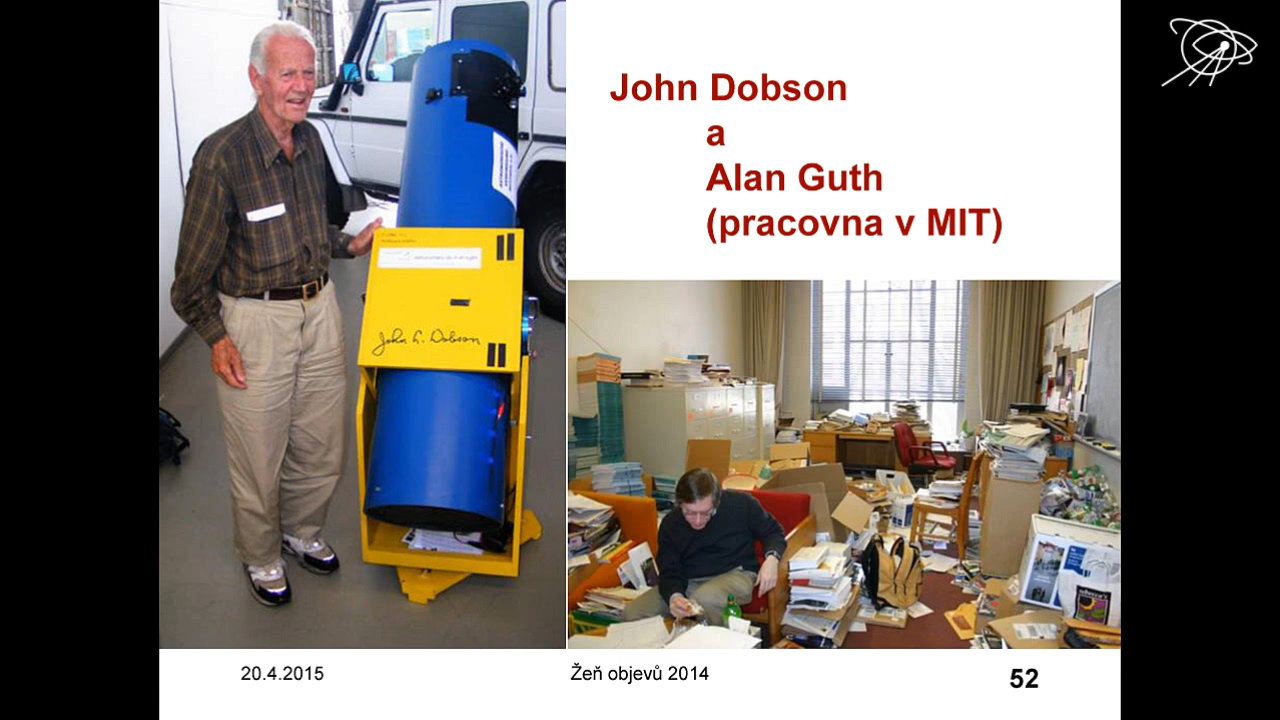 John Dobson
a
Alan Guth
(pracovna v MIT)
John L. Dobson
20.4.2015
Žeň objevů 2014
52